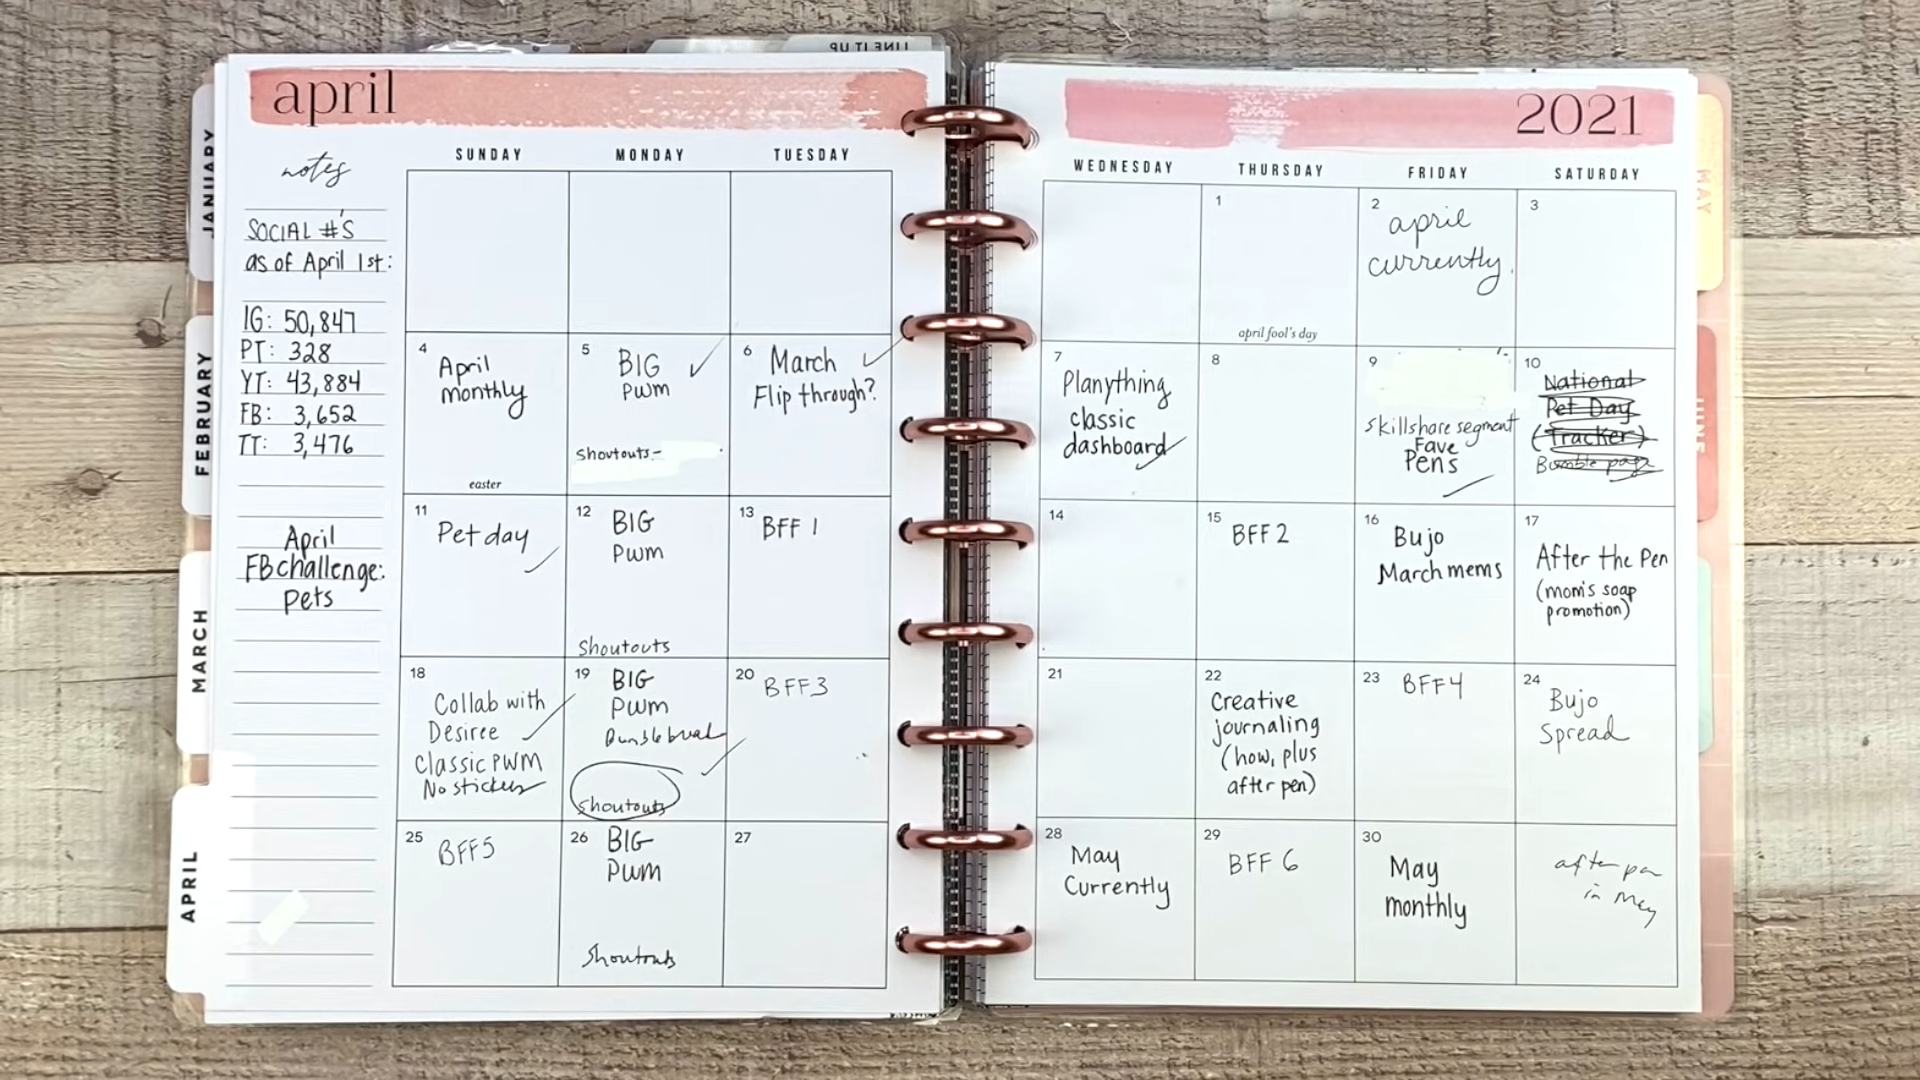 LINE IT UP
april
2021
notes
SUNDAY
MONDAY
TUESDAY
WEDNESDAY
THURSDAY
FRIDAY
SATURDAY
JANUARY
FEBRUARY
MARCH
APRIL
MAY
JUNE
SOCIAL #'S
as of April 1st:
IG: 50,847
PT: 328
YT: 43,884
FB: 3,652
TT: 3,476
April
FB challenge:
pets
1
april fool's day
2
april
currently
3
4
April
monthly
easter
5
BIG
PWM
Shoutouts-
6
March
Flip through?
7
Planything
classic
dashboard
8
9
skillshare segment
Fave
Pens
10
National
Pet Day
(Tracker)
Bumble page
11
Pet day
12
BIG
PWM
Shoutouts
13
BFF 1
14
15
BFF 2
16
Bujo
March mems
17
After the Pen
(mom's soap
promotion)
18
Collab with
Desiree
Classic PWM
No stickers
19
BIG
PWM
Shoutouts
20
BFF3
21
22
Creative
journaling
(how, plus
after pen)
23
BFF4
24
Bujo
Spread
25
BFF5
26
BIG
PWM
Shoutouts
27
28
May
Currently
29
BFF 6
30
May
monthly
after pen
in May